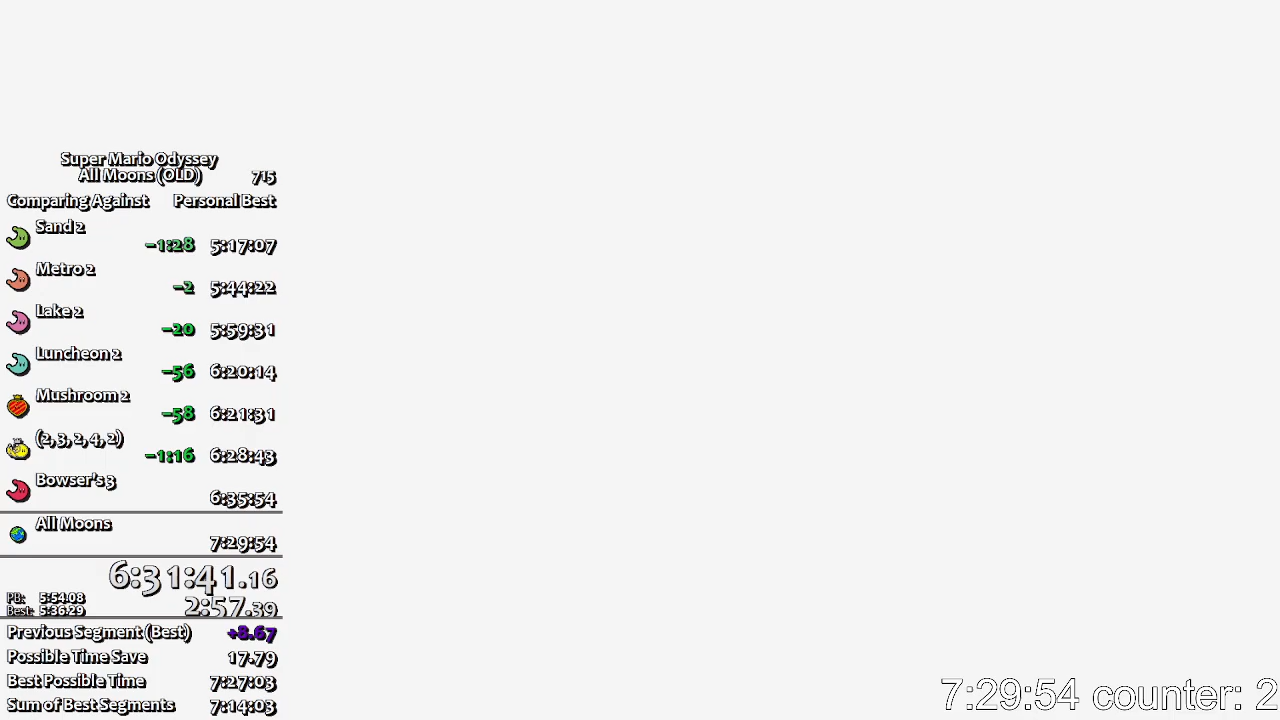 Super Mario Odyssey
All Moons (OLD) 715
Comparing Against Personal Best
Sand 2
-1:28 5:17:07
Metro 2
-2 5:44:22
Lake 2
-20 5:59:31
Luncheon 2
-56 6:20:14
Mushroom 2
-58 6:21:31
(2,3,2,4,2)
-1:16 6:28:43
Bowser's 3
6:35:54
All Moons
7:29:54
6:31:41.16
PB: 5:54.08
Best: 5:36.29 2:57.39
Previous Segment (Best) +8.67
Possible Time Save 17.79
Best Possible Time 7:27:03
Sum of Best Segments 7:14:03
7:29:54 counter: 2